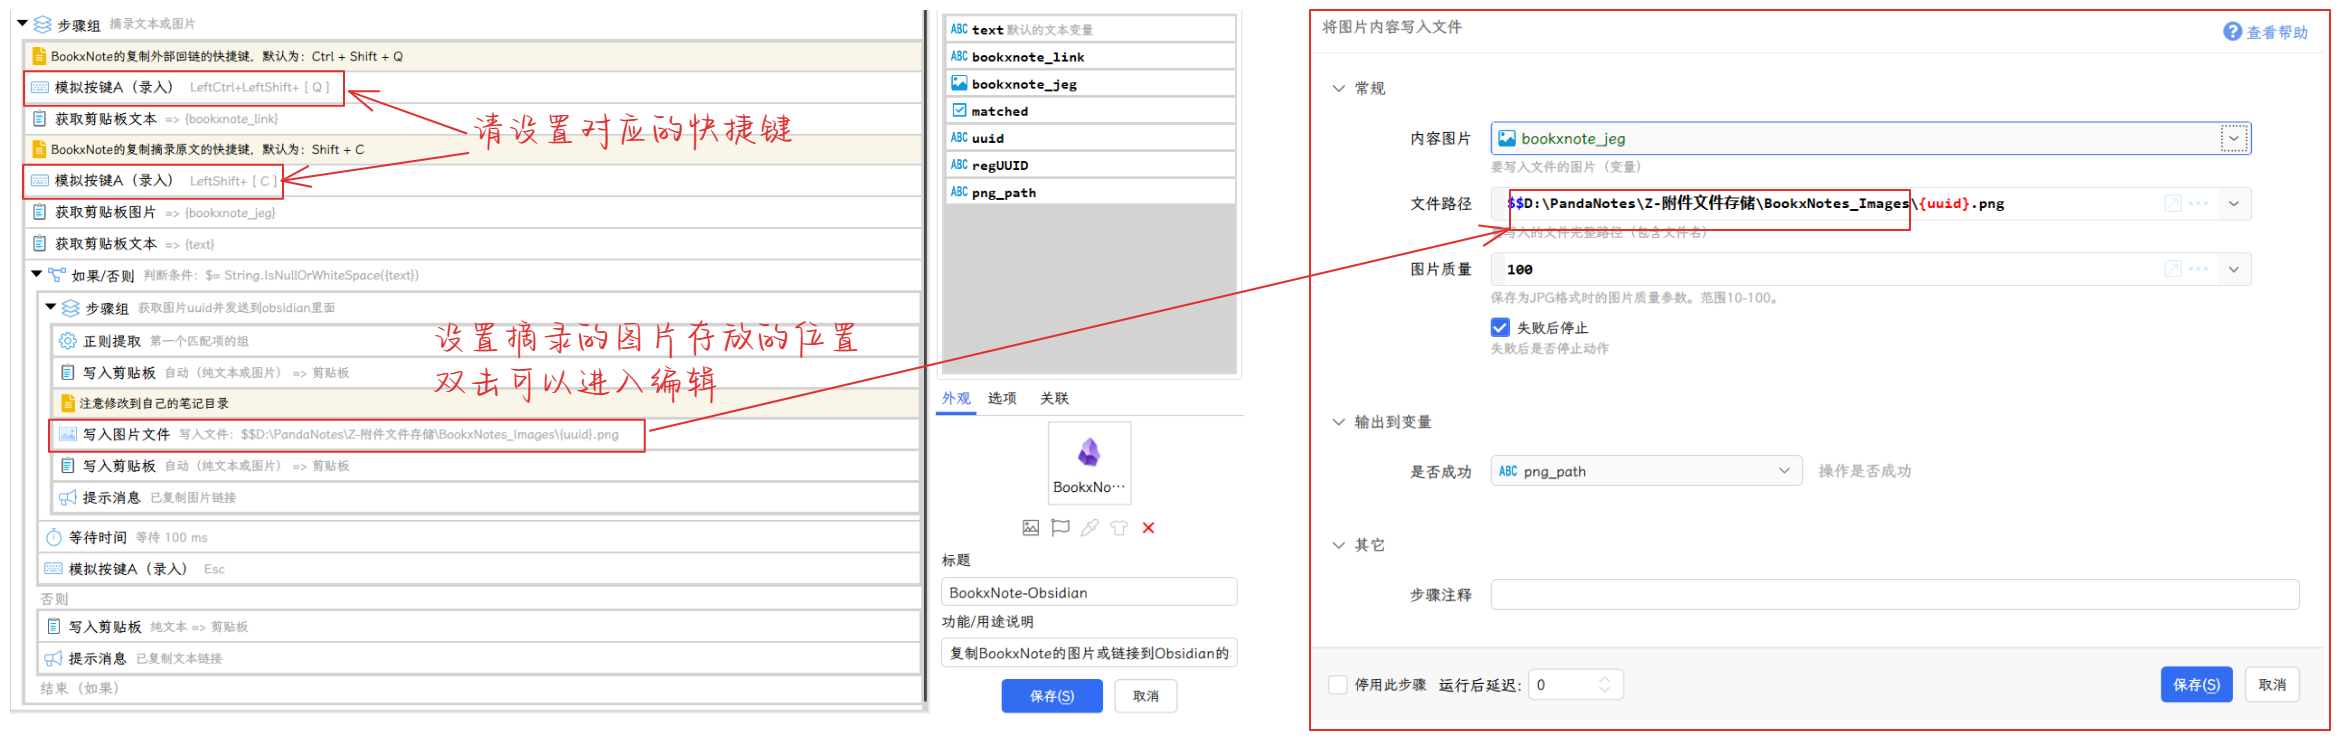 步骤组 摘录文本或图片
BookxNote的复制外部回链的快捷键，默认为：Ctrl + Shift + Q
模拟按键A（录入） LeftCtrl+LeftShift+ [ Q ]
获取剪贴板文本 => {bookxnote_link}
BookxNote的复制摘录原文的快捷键，默认为：Shift + C
模拟按键A（录入） LeftShift+ [ C ]
获取剪贴板图片 => {bookxnote_jeg}
获取剪贴板文本 => {text}
如果/否则 判断条件：$= String.IsNullOrWhiteSpace({text})
步骤组 获取图片uuid并发送到obsidian里面
正则提取 第一个匹配项的组
写入剪贴板 自动（纯文本或图片） => 剪贴板
注意修改到自己的笔记目录
写入图片文件 写入文件：$$D:\PandaNotes\Z-附件文件存储\BookxNotes_Images\{uuid}.png
写入剪贴板 自动（纯文本或图片） => 剪贴板
提示消息 已复制图片链接
等待时间 等待 100 ms
模拟按键A（录入） Esc
否则
写入剪贴板 纯文本 => 剪贴板
提示消息 已复制文本链接
结束（如果）
请设置对应的快捷键
设置摘录的图片存放的位置
双击可以进入编辑
ABC text 默认的文本变量
ABC bookxnote_link
bookxnote_jeg
matched
ABC uuid
ABC regUUID
ABC png_path
外观 选项 关联
BookxNo···
标题
BookxNote-Obsidian
功能/用途说明
复制BookxNote的图片或链接到Obsidian的
保存(S) 取消
将图片内容写入文件
? 查看帮助
常规
内容图片 bookxnote_jeg
要写入文件的图片（变量）
文件路径 $$D:\PandaNotes\Z-附件文件存储\BookxNotes_Images\{uuid}.png
写入的文件完整路径（包含文件名）
图片质量 100
保存为JPG格式时的图片质量参数。范围10-100。
失败后停止
失败后是否停止动作
输出到变量
是否成功 ABC png_path 操作是否成功
其它
步骤注释
停用此步骤 运行后延迟: 0
保存(S) 取消